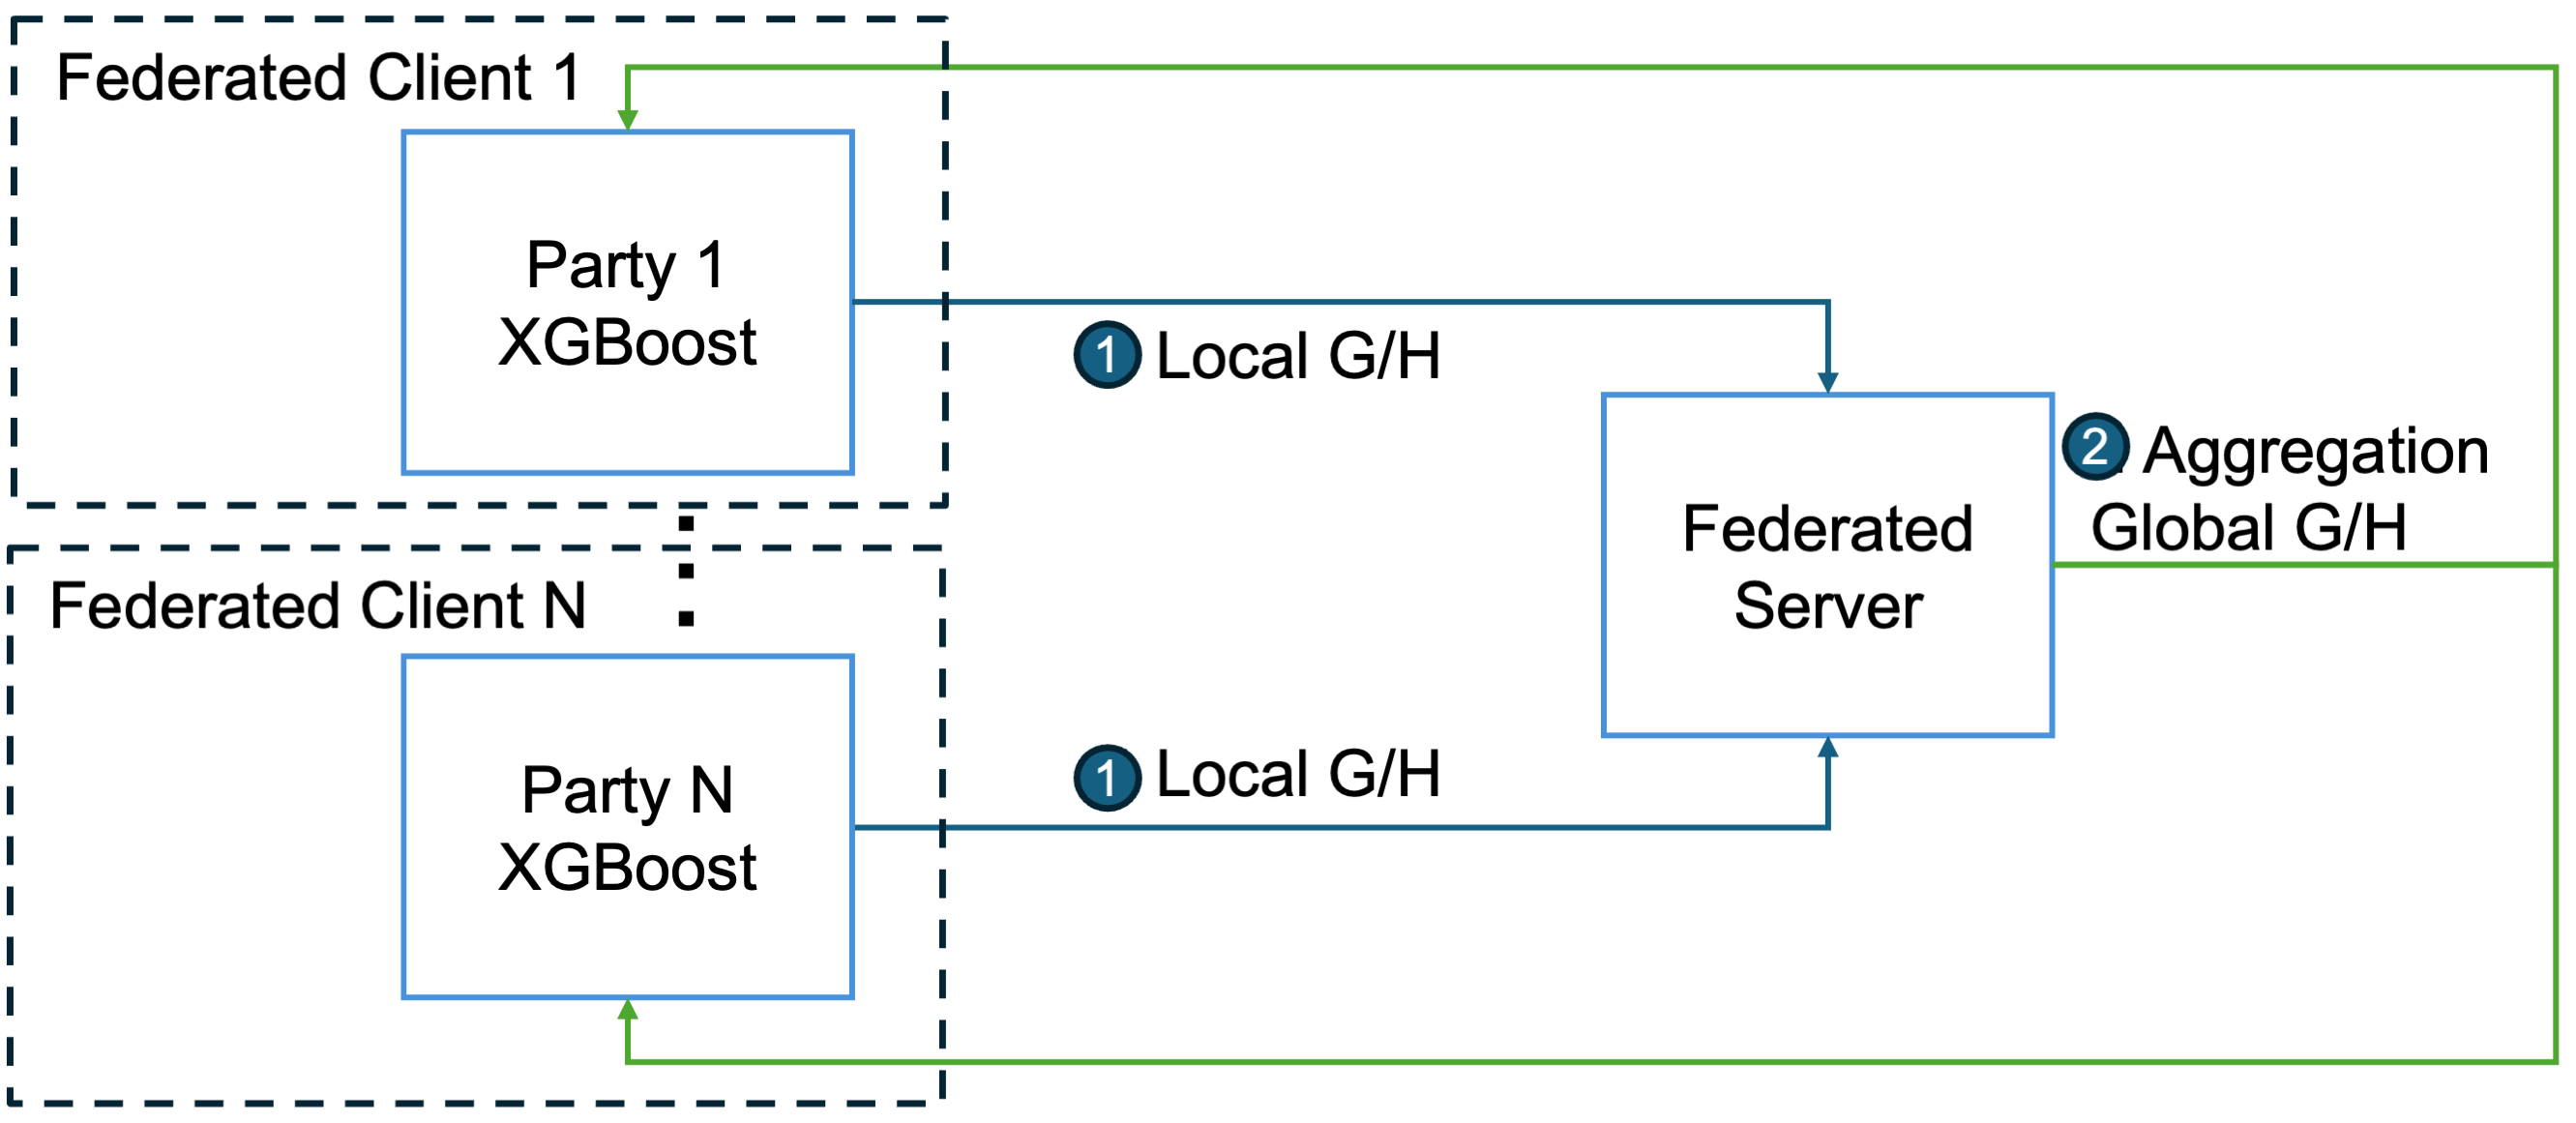 Federated Client 1
Party 1
XGBoost
1 Local G/H
2 Aggregation
Global G/H
Federated
Server
Federated Client N
Party N
XGBoost
1 Local G/H